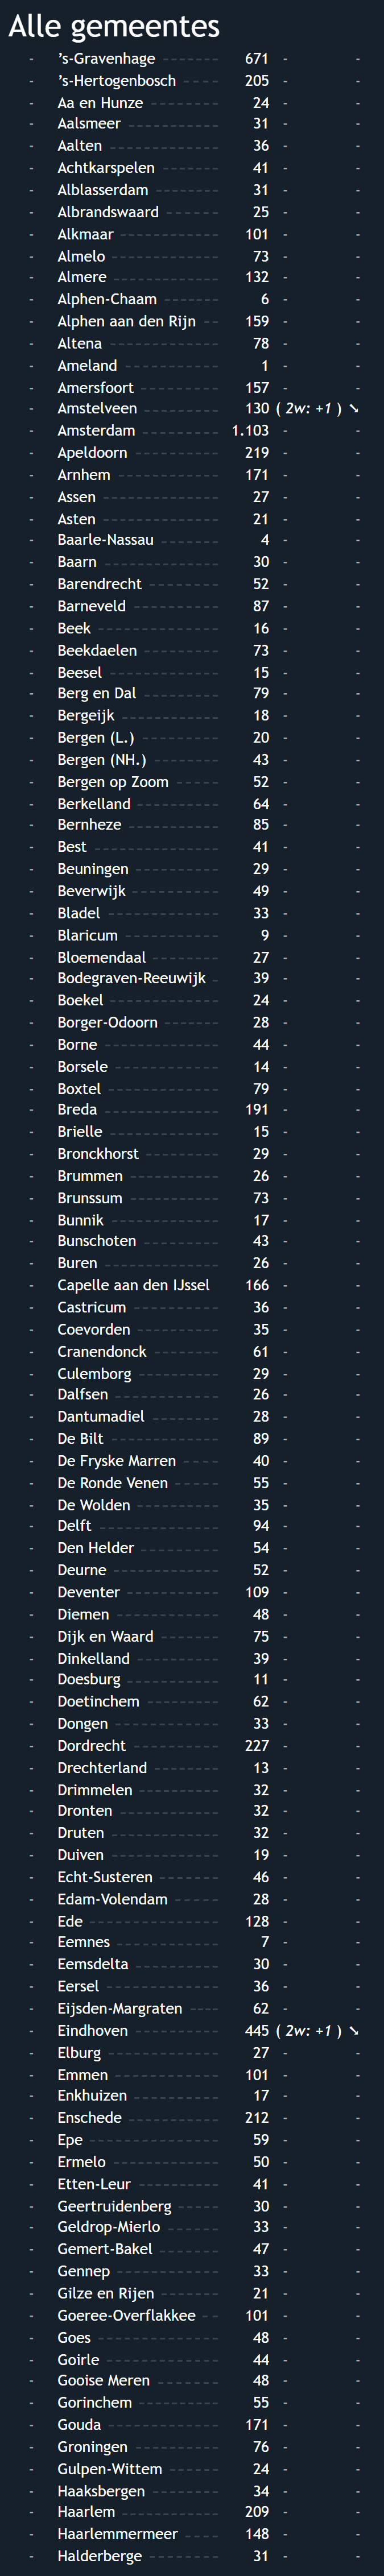 Alle gemeentes
- 's-Gravenhage 671 - -
- 's-Hertogenbosch 205 - -
- Aa en Hunze 24 - -
- Aalsmeer 31 - -
- Aalten 36 - -
- Achtkarspelen 41 - -
- Alblasserdam 31 - -
- Albrandswaard 25 - -
- Alkmaar 101 - -
- Almelo 73 - -
- Almere 132 - -
- Alphen-Chaam 6 - -
- Alphen aan den Rijn 159 - -
- Altena 78 - -
- Ameland 1 - -
- Amersfoort 157 - -
- Amstelveen 130 ( 2w: +1 ) ↘
- Amsterdam 1.103 - -
- Apeldoorn 219 - -
- Arnhem 171 - -
- Assen 27 - -
- Asten 21 - -
- Baarle-Nassau 4 - -
- Baarn 30 - -
- Barendrecht 52 - -
- Barneveld 87 - -
- Beek 16 - -
- Beekdaelen 73 - -
- Beesel 15 - -
- Berg en Dal 79 - -
- Bergeijk 18 - -
- Bergen (L.) 20 - -
- Bergen (NH.) 43 - -
- Bergen op Zoom 52 - -
- Berkelland 64 - -
- Bernheze 85 - -
- Best 41 - -
- Beuningen 29 - -
- Beverwijk 49 - -
- Bladel 33 - -
- Blaricum 9 - -
- Bloemendaal 27 - -
- Bodegraven-Reeuwijk 39 - -
- Boekel 24 - -
- Borger-Odoorn 28 - -
- Borne 44 - -
- Borsele 14 - -
- Boxtel 79 - -
- Breda 191 - -
- Brielle 15 - -
- Bronckhorst 29 - -
- Brummen 26 - -
- Brunssum 73 - -
- Bunnik 17 - -
- Bunschoten 43 - -
- Buren 26 - -
- Capelle aan den IJssel 166 - -
- Castricum 36 - -
- Coevorden 35 - -
- Cranendonck 61 - -
- Culemborg 29 - -
- Dalfsen 26 - -
- Dantumadiel 28 - -
- De Bilt 89 - -
- De Fryske Marren 40 - -
- De Ronde Venen 55 - -
- De Wolden 35 - -
- Delft 94 - -
- Den Helder 54 - -
- Deurne 52 - -
- Deventer 109 - -
- Diemen 48 - -
- Dijk en Waard 75 - -
- Dinkelland 39 - -
- Doesburg 11 - -
- Doetinchem 62 - -
- Dongen 33 - -
- Dordrecht 227 - -
- Drechterland 13 - -
- Drimmelen 32 - -
- Dronten 32 - -
- Druten 32 - -
- Duiven 19 - -
- Echt-Susteren 46 - -
- Edam-Volendam 28 - -
- Ede 128 - -
- Eemnes 7 - -
- Eemsdelta 30 - -
- Eersel 36 - -
- Eijsden-Margraten 62 - -
- Eindhoven 445 ( 2w: +1 ) ↘
- Elburg 27 - -
- Emmen 101 - -
- Enkhuizen 17 - -
- Enschede 212 - -
- Epe 59 - -
- Ermelo 50 - -
- Etten-Leur 41 - -
- Geertruidenberg 30 - -
- Geldrop-Mierlo 33 - -
- Gemert-Bakel 47 - -
- Gennep 33 - -
- Gilze en Rijen 21 - -
- Goeree-Overflakkee 101 - -
- Goes 48 - -
- Goirle 44 - -
- Gooise Meren 48 - -
- Gorinchem 55 - -
- Gouda 171 - -
- Groningen 76 - -
- Gulpen-Wittem 24 - -
- Haaksbergen 34 - -
- Haarlem 209 - -
- Haarlemmermeer 148 - -
- Halderberge 31 - -